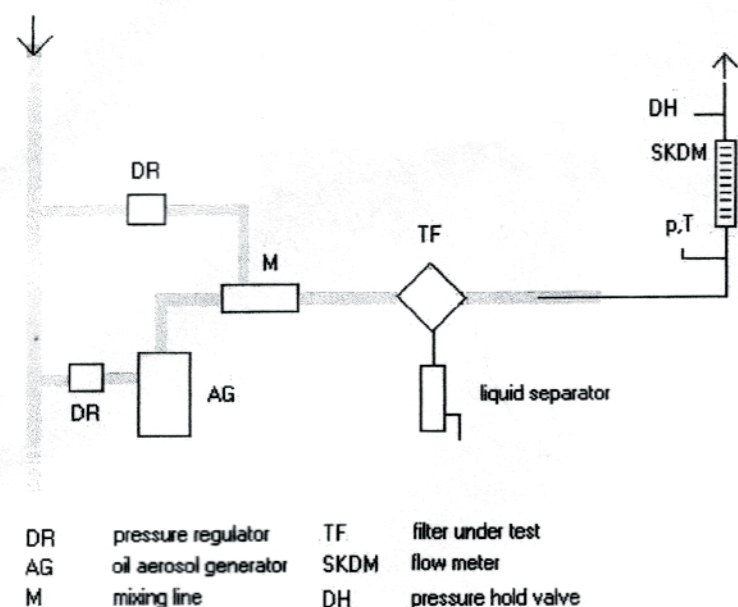 DH
SKDM
DR
p,T
TF
M
AG
DR
liquid separator
DR pressure regulator TF filter under test
AG oil aerosol generator SKDM flow meter
M mixing line DH pressure hold valve